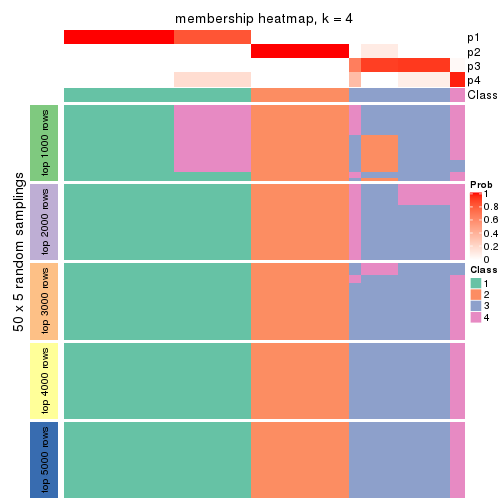 membership heatmap, k = 4
p1
p2
p3
p4
Class
50 x 5 random samplings
top 1000 rows
top 2000 rows
top 3000 rows
top 4000 rows
top 5000 rows
Prob
1
0.8
0.6
0.4
0.2
0
Class
1
2
3
4